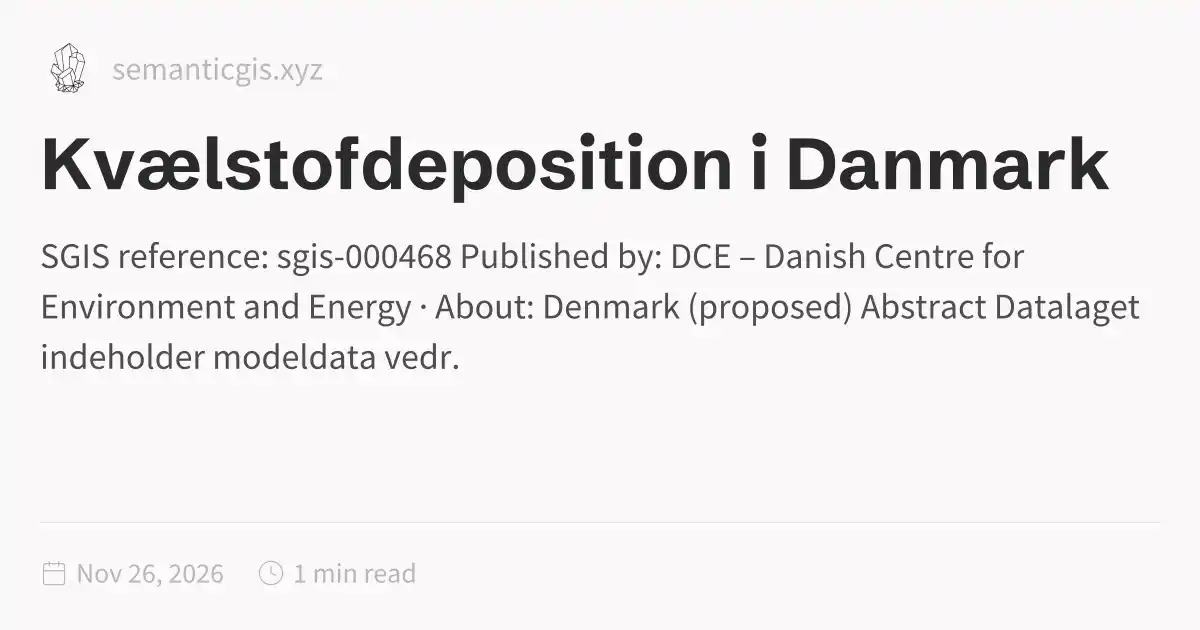 semanticgis.xyz
Kvælstofdeposition i Danmark
SGIS reference: sgis-000468 Published by: DCE – Danish Centre for
Environment and Energy · About: Denmark (proposed) Abstract Datalaget
indeholder modeldata vedr.
Nov 26, 2026 1 min read